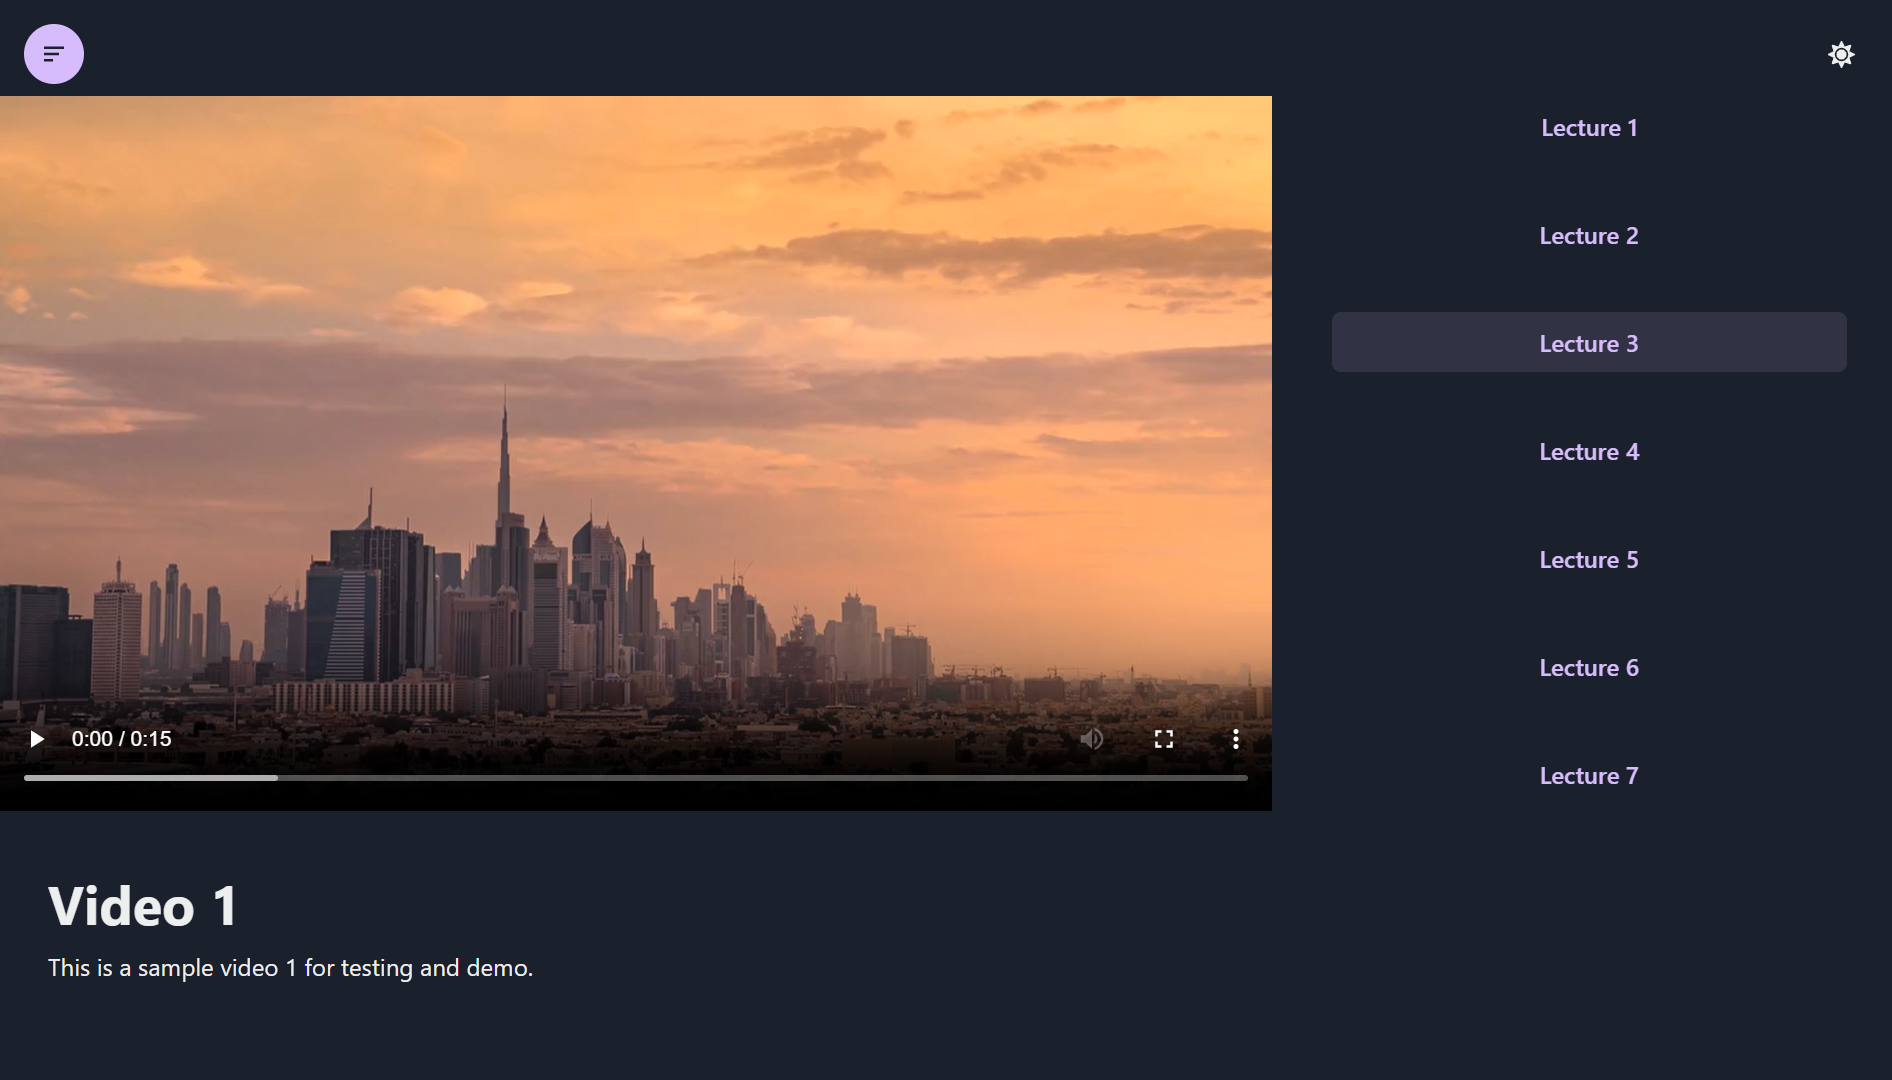 Lecture 1
Lecture 2
Lecture 3
Lecture 4
Lecture 5
Lecture 6
Lecture 7
0:00 / 0:15
Video 1
This is a sample video 1 for testing and demo.